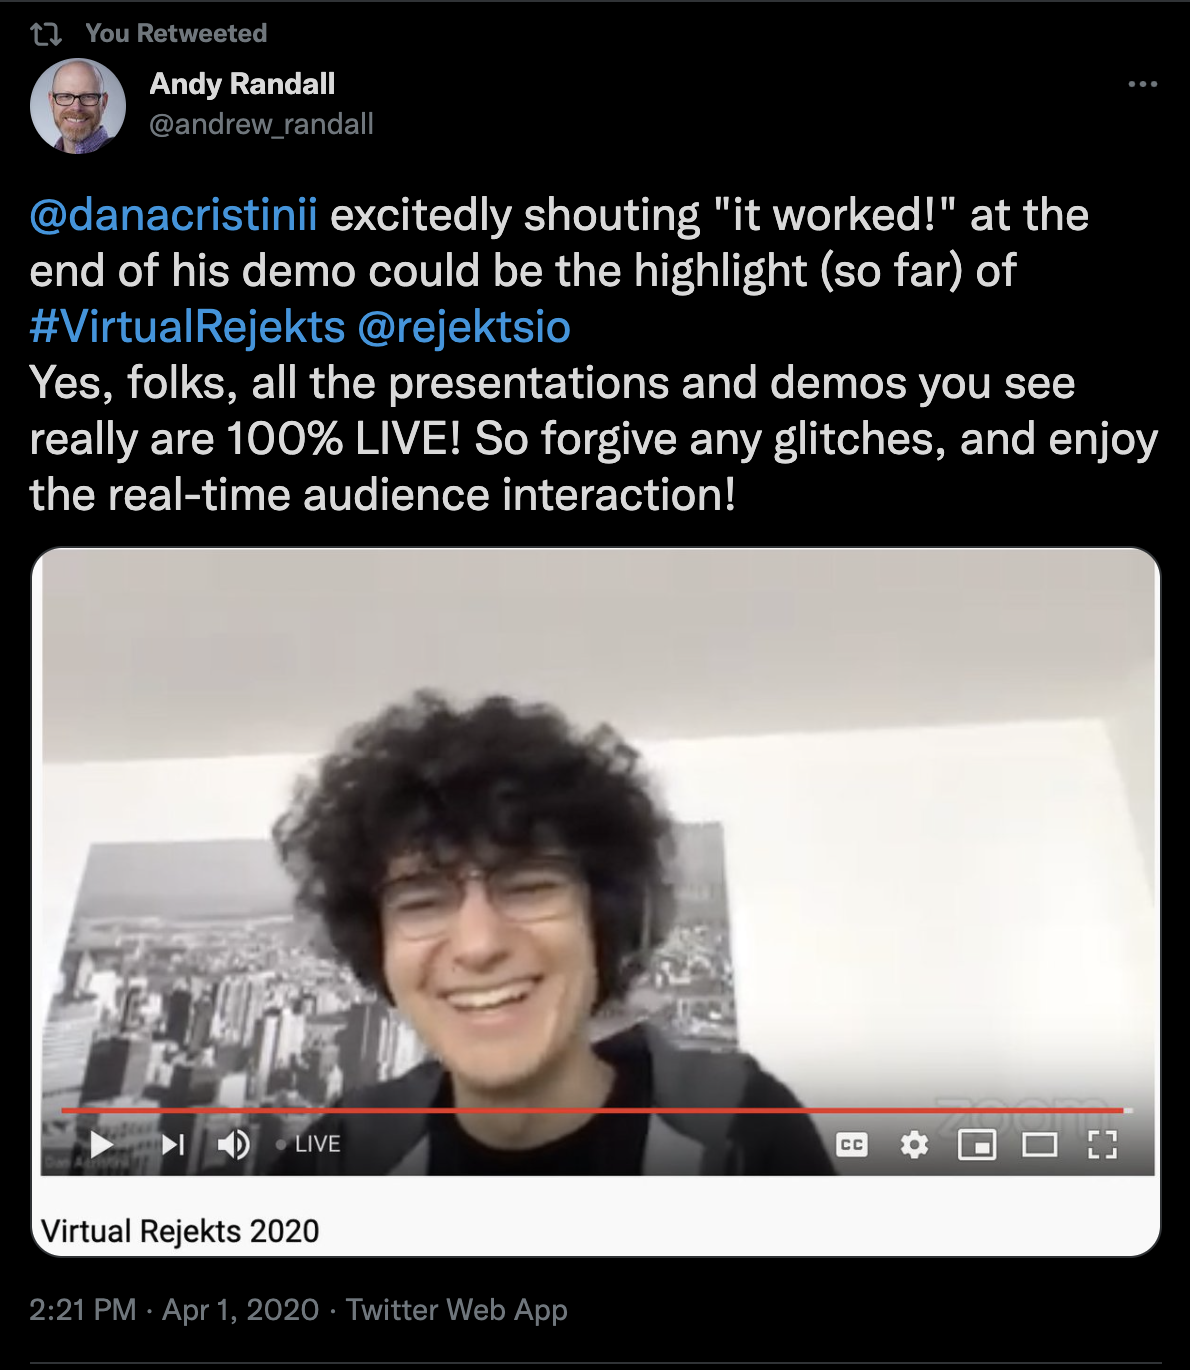 You Retweeted
Andy Randall
@andrew_randall
@danacristinii excitedly shouting "it worked!" at the
end of his demo could be the highlight (so far) of
#VirtualRejekts @rejektsio
Yes, folks, all the presentations and demos you see
really are 100% LIVE! So forgive any glitches, and enjoy
the real-time audience interaction!
zoom
LIVE
CC
Virtual Rejekts 2020
2:21 PM · Apr 1, 2020 · Twitter Web App